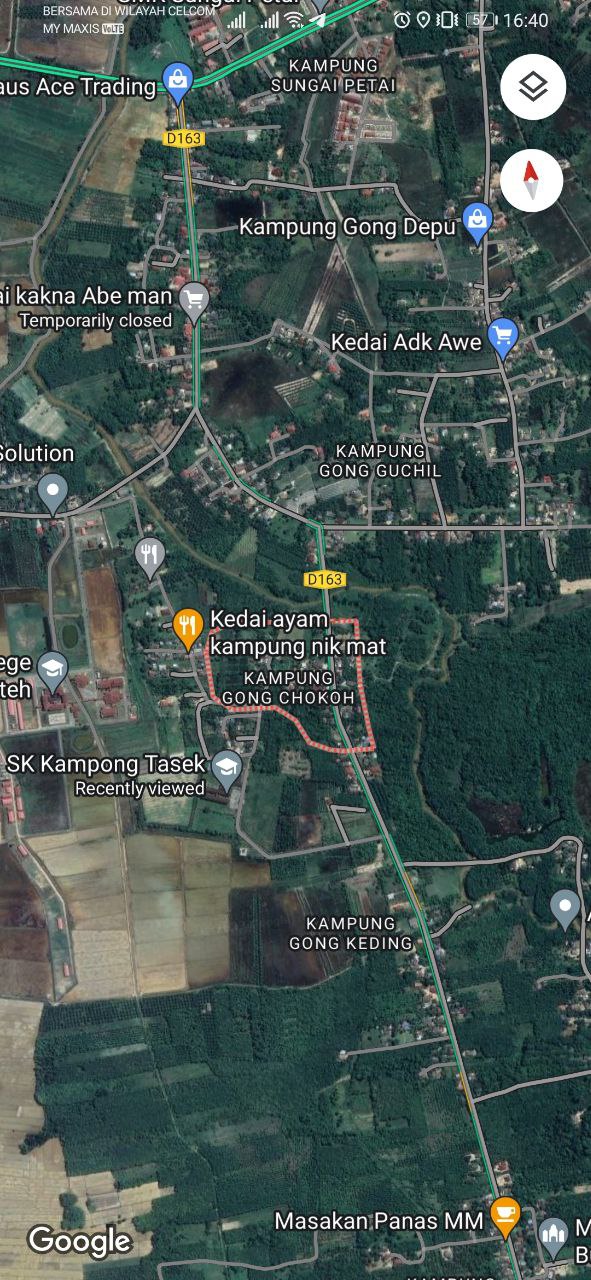 BERSAMA DI WILAYAH CELCOM
MY MAXIS VoLTE
57
16:40
aus Ace Trading
KAMPUNG
SUNGAI PETAI
D163
Kampung Gong Depu
ai kakna Abe man
Temporarily closed
Kedai Adk Awe
Solution
KAMPUNG
GONG GUCHIL
D163
Kedai ayam
kampung nik mat
ege
teh
KAMPUNG
GONG CHOKOH
SK Kampong Tasek
Recently viewed
KAMPUNG
GONG KEDING
A
Masakan Panas MM
M
Bu
Google